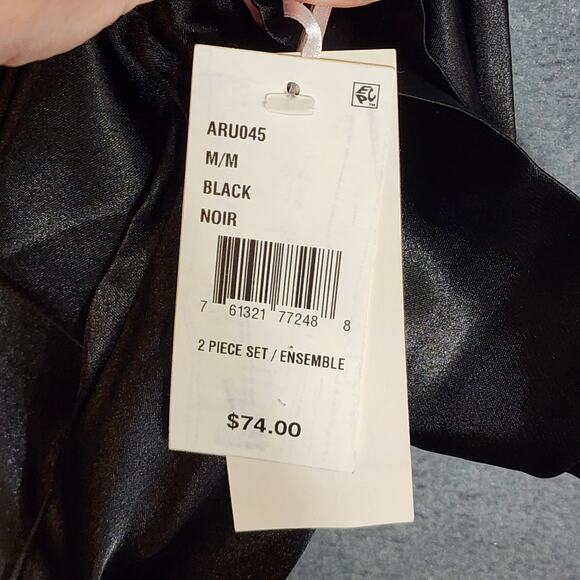 ARU045
M/M
BLACK
NOIR
7 61321 77248 8
2 PIECE SET / ENSEMBLE
$74.00